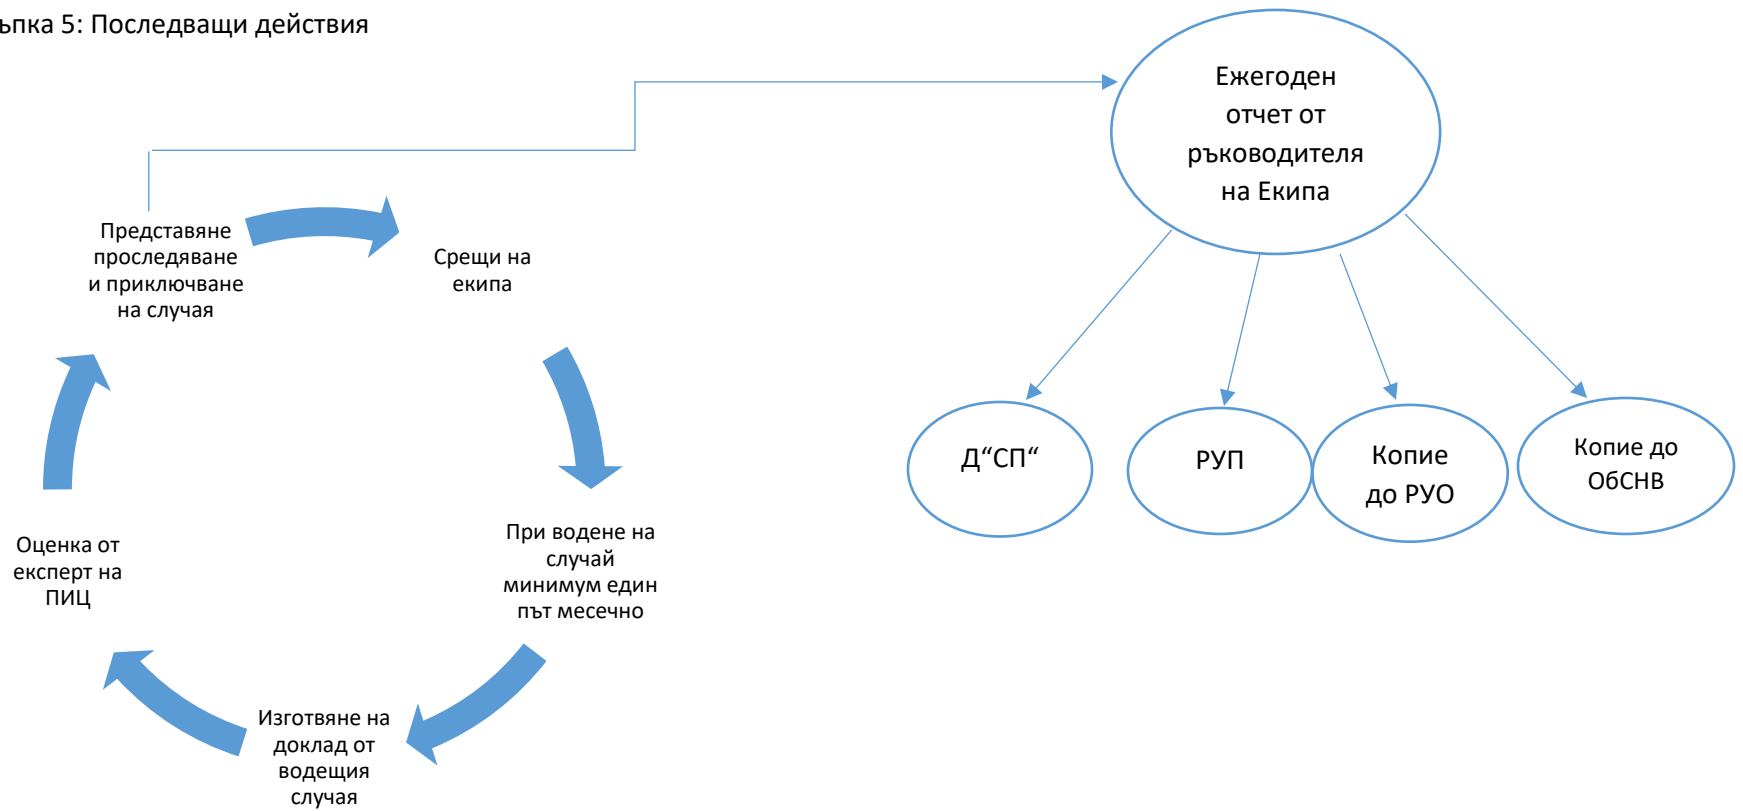 ъпка 5: Последващи действия
Ежегоден
отчет от
ръководителя
на Екипа
Представяне
проследяване
и приключване
на случая
Срещи на
екипа
При водене на
случай
минимум един
път месечно
Изготвяне на
доклад от
водещия
случая
Оценка от
експерт на
ПИЦ
Д“СП“
РУП
Копие
до РУО
Копие до
ОбСНВ